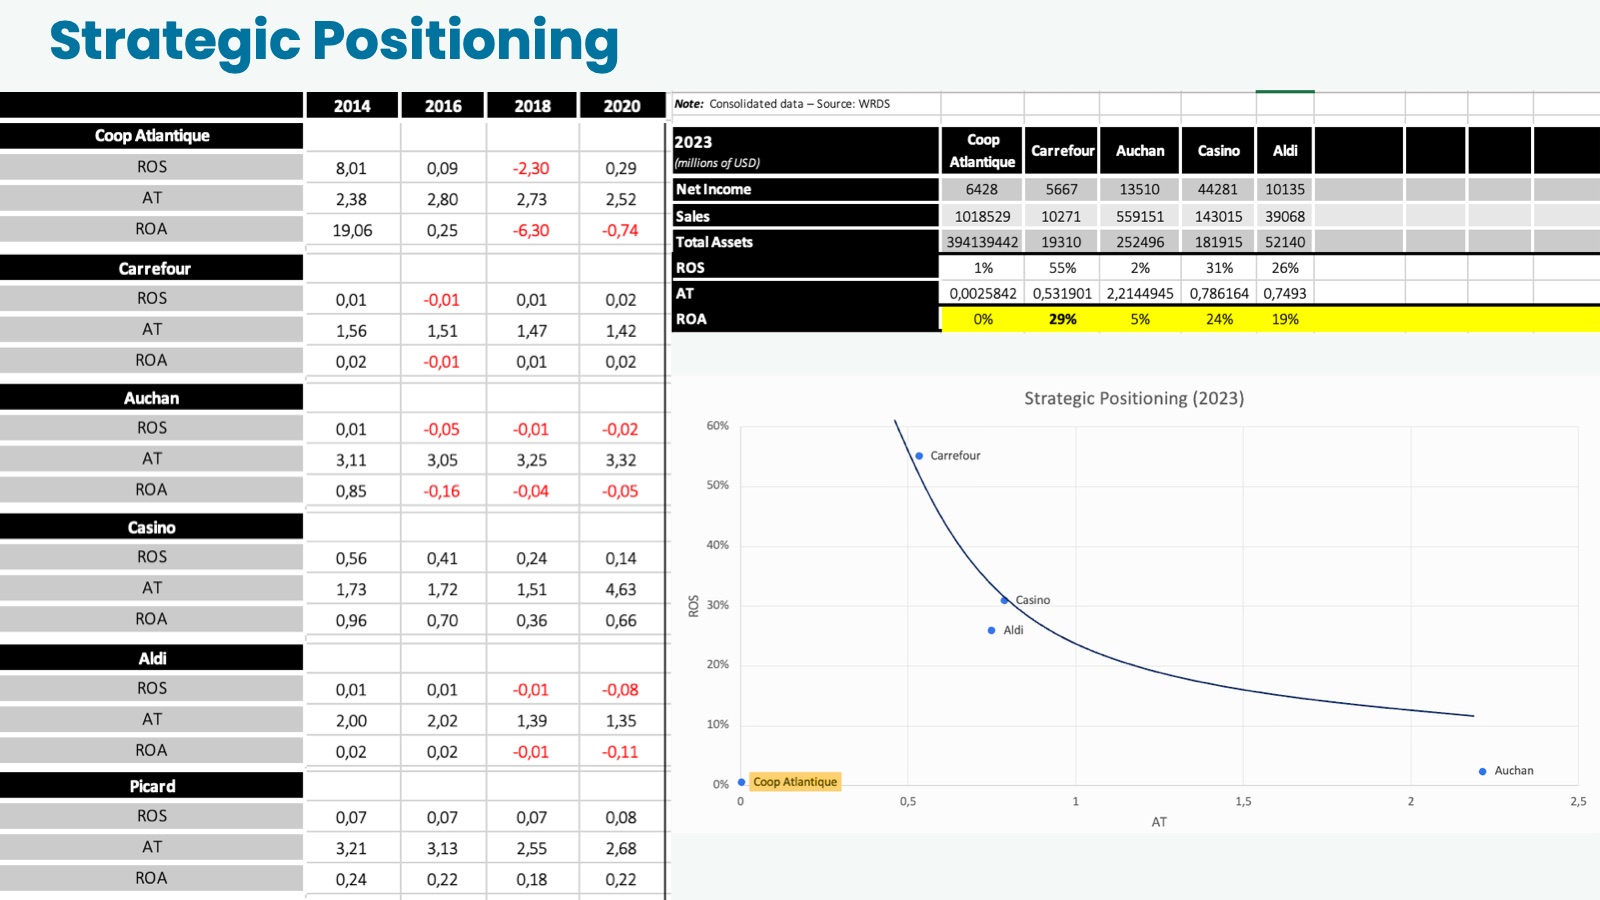 Strategic Positioning
2014 2016 2018 2020
Coop Atlantique
ROS 8,01 0,09 -2,30 0,29
AT 2,38 2,80 2,73 2,52
ROA 19,06 0,25 -6,30 -0,74
Carrefour
ROS 0,01 -0,01 0,01 0,02
AT 1,56 1,51 1,47 1,42
ROA 0,02 -0,01 0,01 0,02
Auchan
ROS 0,01 -0,05 -0,01 -0,02
AT 3,11 3,05 3,25 3,32
ROA 0,85 -0,16 -0,04 -0,05
Casino
ROS 0,56 0,41 0,24 0,14
AT 1,73 1,72 1,51 4,63
ROA 0,96 0,70 0,36 0,66
Aldi
ROS 0,01 0,01 -0,01 -0,08
AT 2,00 2,02 1,39 1,35
ROA 0,02 0,02 -0,01 -0,11
Picard
ROS 0,07 0,07 0,07 0,08
AT 3,21 3,13 2,55 2,68
ROA 0,24 0,22 0,18 0,22
Note: Consolidated data – Source: WRDS
2023
(millions of USD)
Coop
Atlantique
Carrefour Auchan Casino Aldi
Net Income 6428 5667 13510 44281 10135
Sales 1018529 10271 559151 143015 39068
Total Assets 394139442 19310 252496 181915 52140
ROS 1% 55% 2% 31% 26%
AT 0,0025842 0,531901 2,2144945 0,786164 0,7493
ROA 0% 29% 5% 24% 19%
Strategic Positioning (2023)
60%
50%
40%
30%
20%
10%
0%
ROS
Carrefour
Casino
Aldi
Auchan
Coop Atlantique
0 0,5 1 1,5 2 2,5
AT